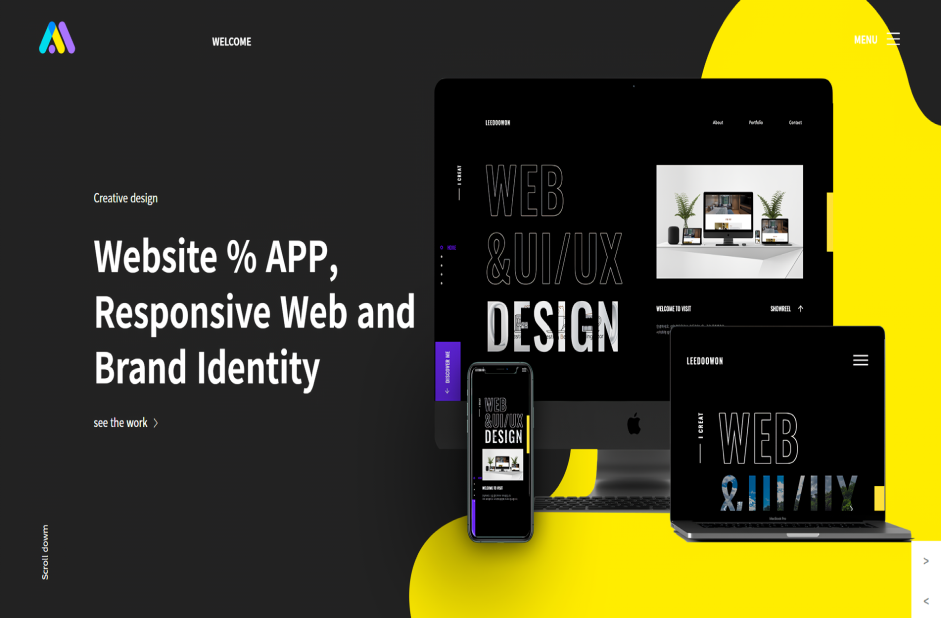 WELCOME
MENU
Creative design
Website % APP,
Responsive Web and
Brand Identity
see the work >
Scroll dowm
LEEDOOWON
About
Portfolio
Contact
I CREAT
WEB
&UI/UX
DESIGN
WELCOME TO VISIT
SHOWREEL
DISCOVER ME
WEB
&UI/UX
DESIGN
WELCOME TO VISIT
LEEDOOWON
I CREAT
WEB
&UI/UX
>
<